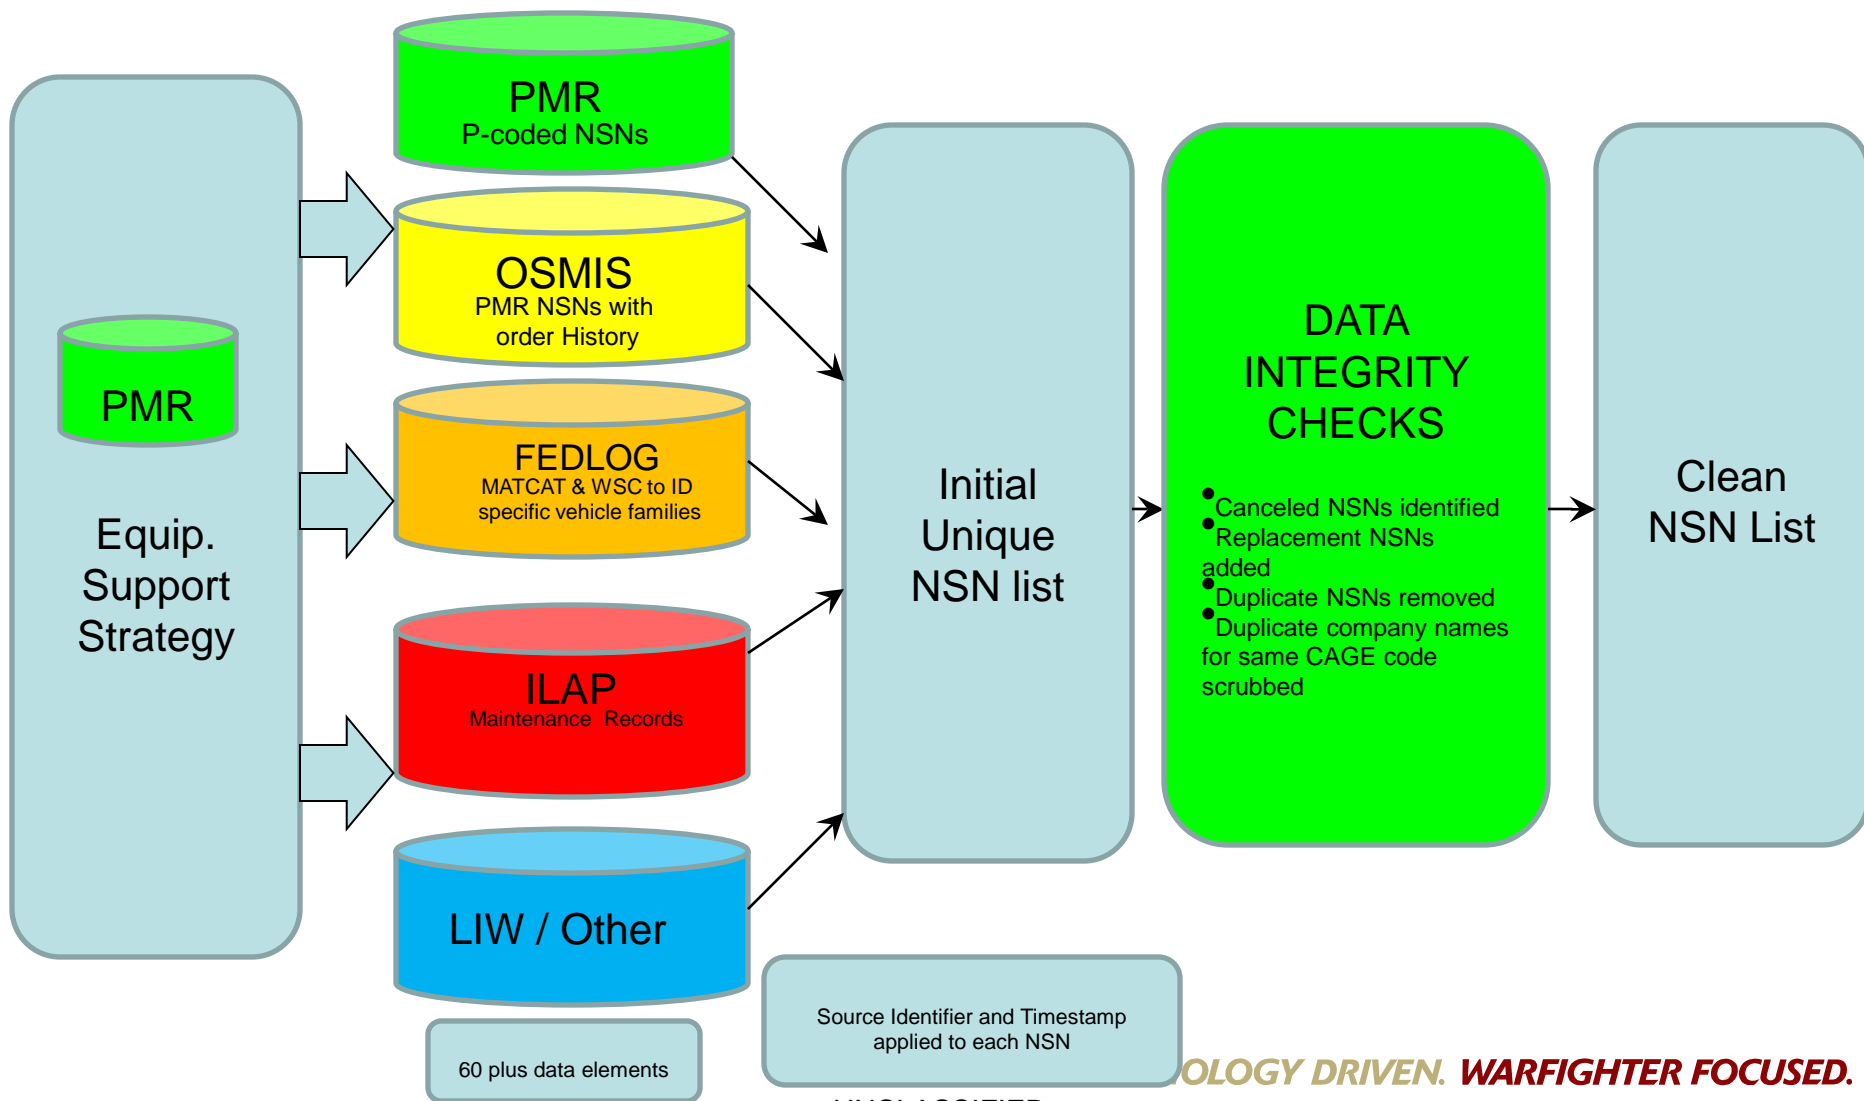 PMR
Equip.
Support
Strategy
PMR
P-coded NSNs
OSMIS
PMR NSNs with
order History
FEDLOG
MATCAT & WSC to ID
specific vehicle families
ILAP
Maintenance Records
LIW / Other
60 plus data elements
Source Identifier and Timestamp
applied to each NSN
Initial
Unique
NSN list
DATA
INTEGRITY
CHECKS
•Canceled NSNs identified
•Replacement NSNs
added
•Duplicate NSNs removed
•Duplicate company names
for same CAGE code
scrubbed
Clean
NSN List
OLOGY DRIVEN. WARFIGHTER FOCUSED.